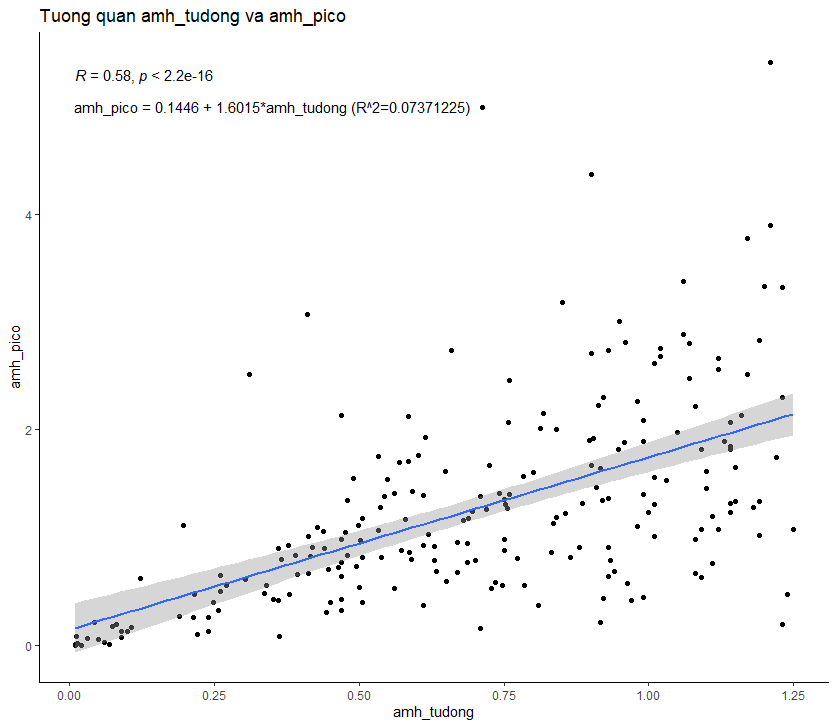 Tuong quan amh_tudong va amh_pico
R = 0.58, p < 2.2e-16
amh_pico = 0.1446 + 1.6015*amh_tudong (R^2=0.07371225)
4
2
0
amh_pico
0.00 0.25 0.50 0.75 1.00 1.25
amh_tudong